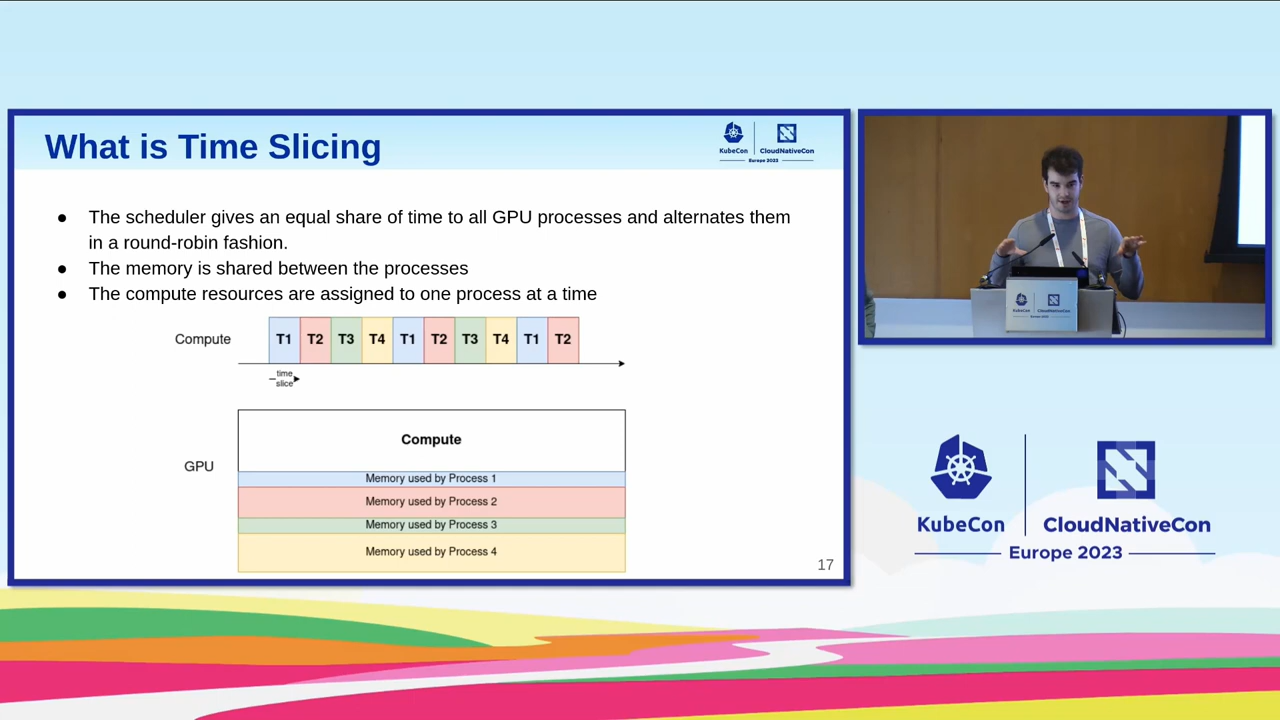 What is Time Slicing
KubeCon
CloudNativeCon
Europe 2023
● The scheduler gives an equal share of time to all GPU processes and alternates them
in a round-robin fashion.
● The memory is shared between the processes
● The compute resources are assigned to one process at a time
Compute
T1 T2 T3 T4 T1 T2 T3 T4 T1 T2
time
slice
GPU
Compute
Memory used by Process 1
Memory used by Process 2
Memory used by Process 3
Memory used by Process 4
17
KubeCon
CloudNativeCon
Europe 2023